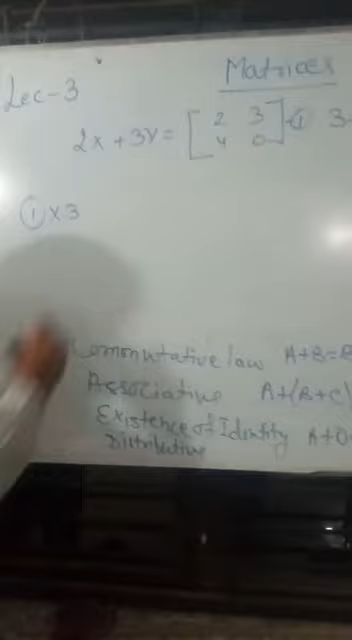 Lec-3
Matrices
2x + 3y = [2 3
4 0] ① 3
① x 3
Commutative law A+B=B
Associative A+(B+C)
Existence of Identity A+O
Distributive